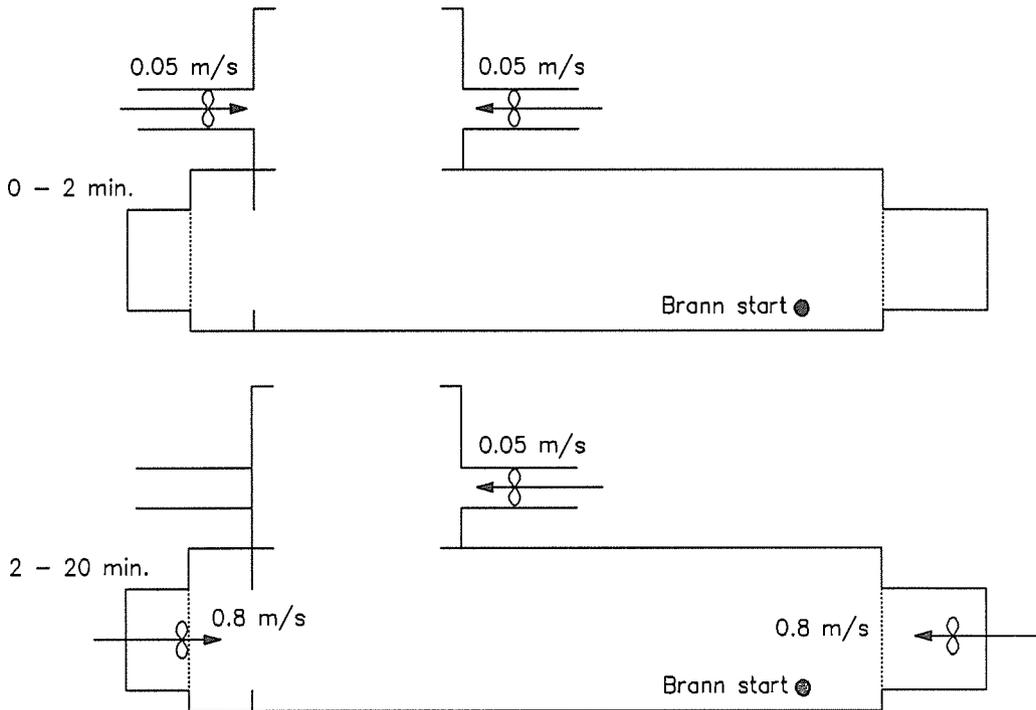 0.05 m/s 0.05 m/s
0 – 2 min.
Brann start
0.05 m/s
2 – 20 min.
0.8 m/s 0.8 m/s
Brann start